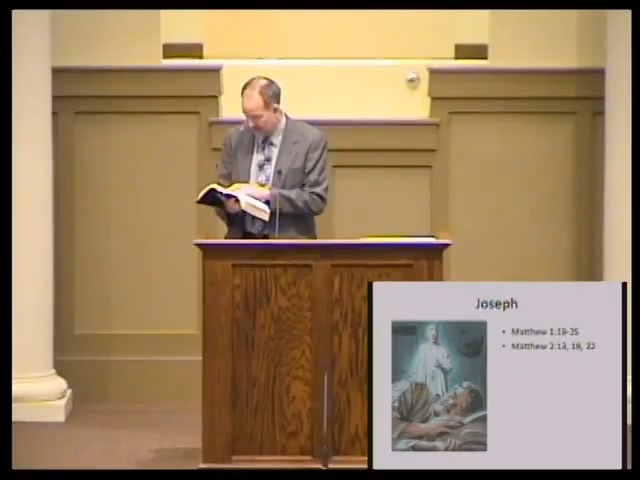 Joseph
• Matthew 1:18-25
• Matthew 2:13, 19, 22